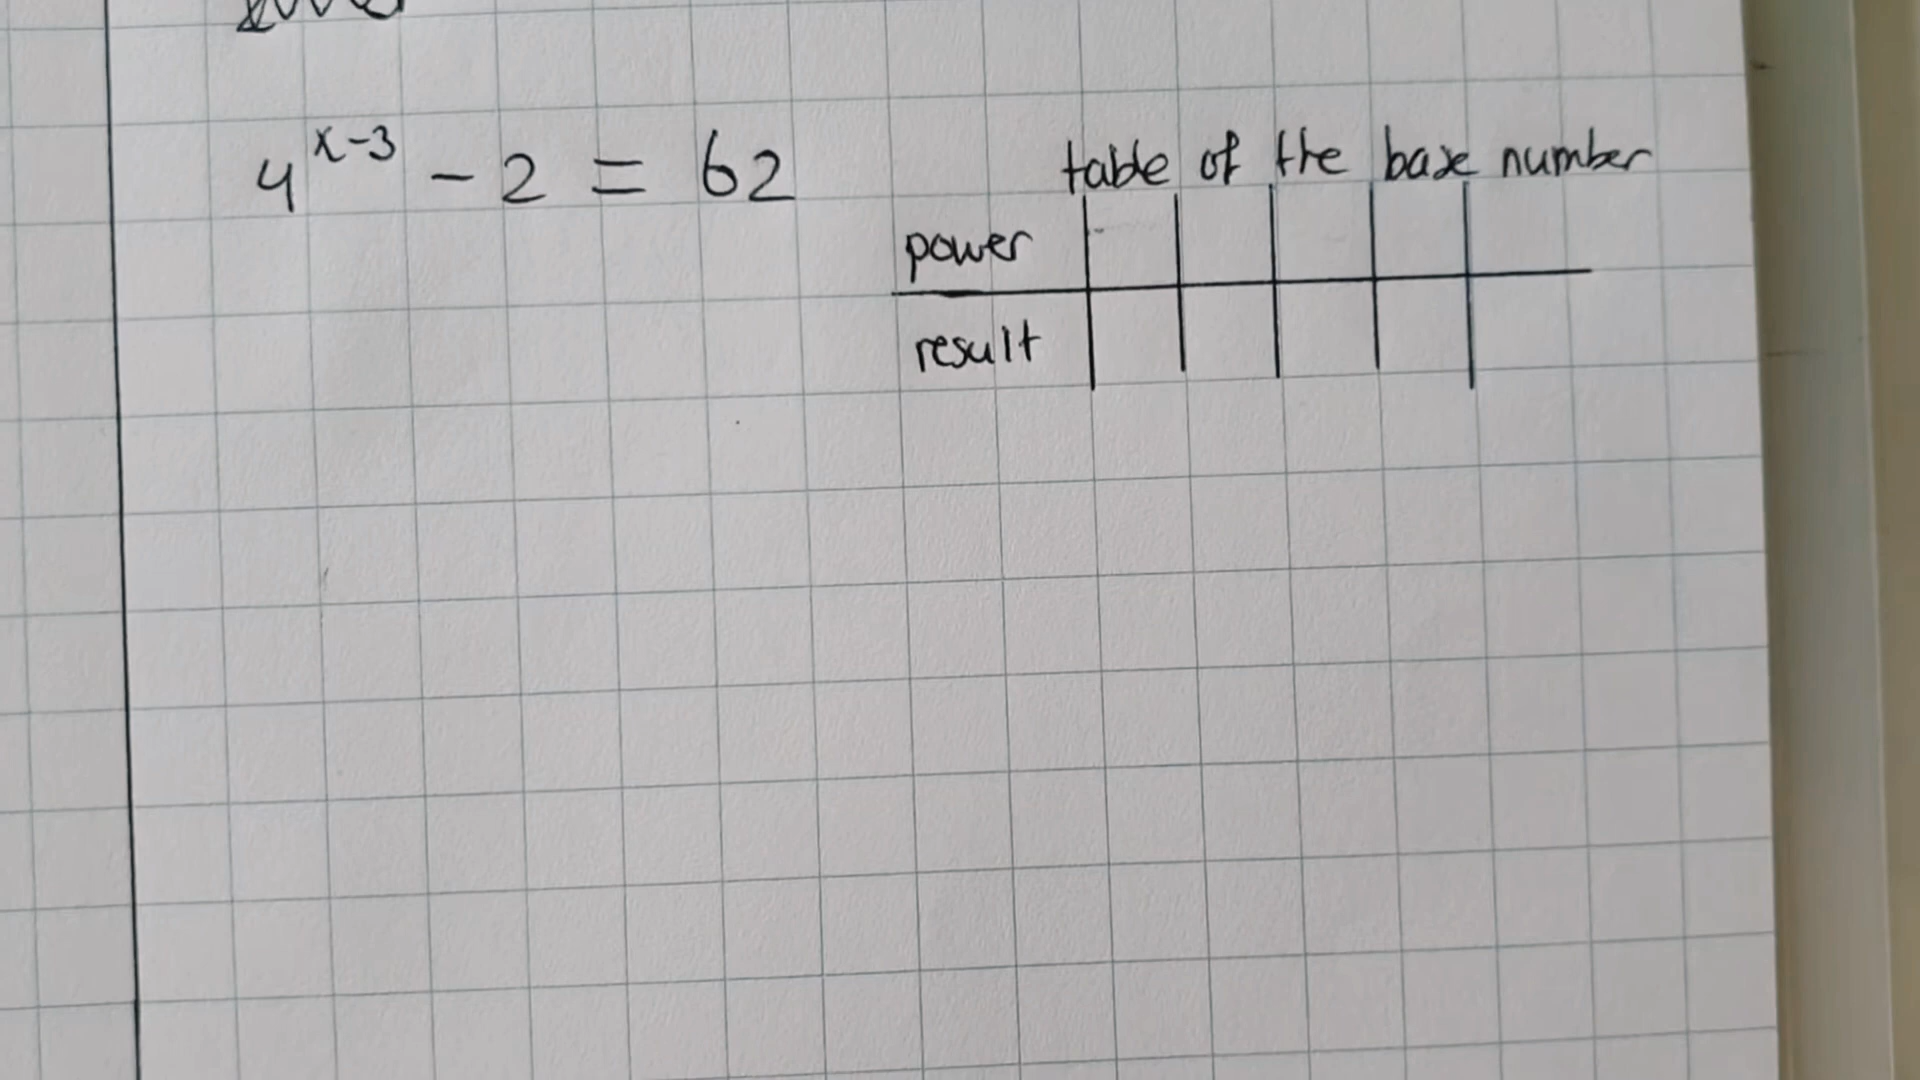 4^{x-3} - 2 = 62
table of the base number
power
result